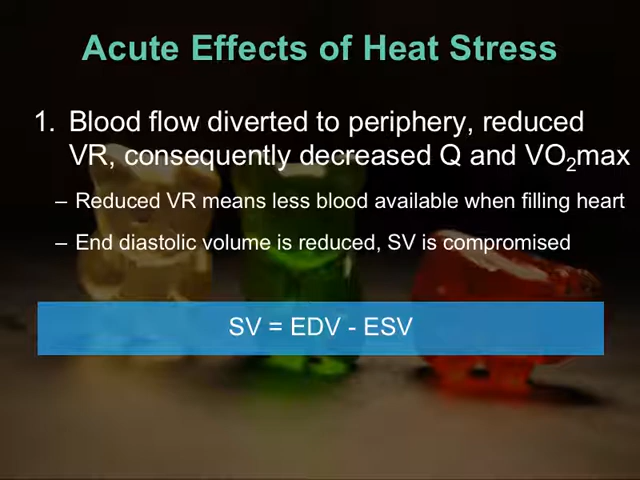 Acute Effects of Heat Stress
1. Blood flow diverted to periphery, reduced
VR, consequently decreased Q and VO₂max
– Reduced VR means less blood available when filling heart
– End diastolic volume is reduced, SV is compromised
SV = EDV - ESV